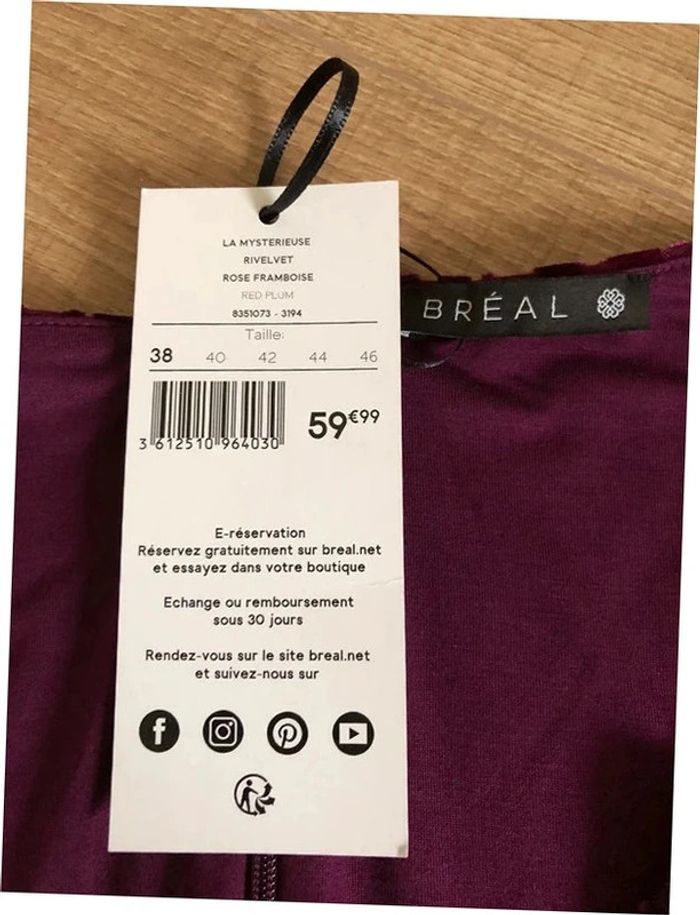 LA MYSTERIEUSE
RIVELVET
ROSE FRAMBOISE
RED PLUM
8351073 - 3194
Taille:
38 40 42 44 46
59€99
3 612510 964030
BRÉAL
E-réservation
Réservez gratuitement sur breal.net
et essayez dans votre boutique
Echange ou remboursement
sous 30 jours
Rendez-vous sur le site breal.net
et suivez-nous sur